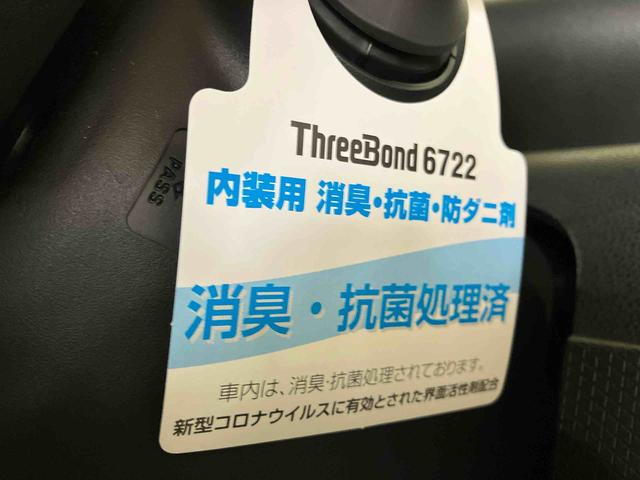 ThreeBond 6722
内装用 消臭・抗菌・防ダニ剤
消臭・抗菌処理済
車内は、消臭・抗菌処理されております。
新型コロナウイルスに有効とされた界面活性剤配合
PASS